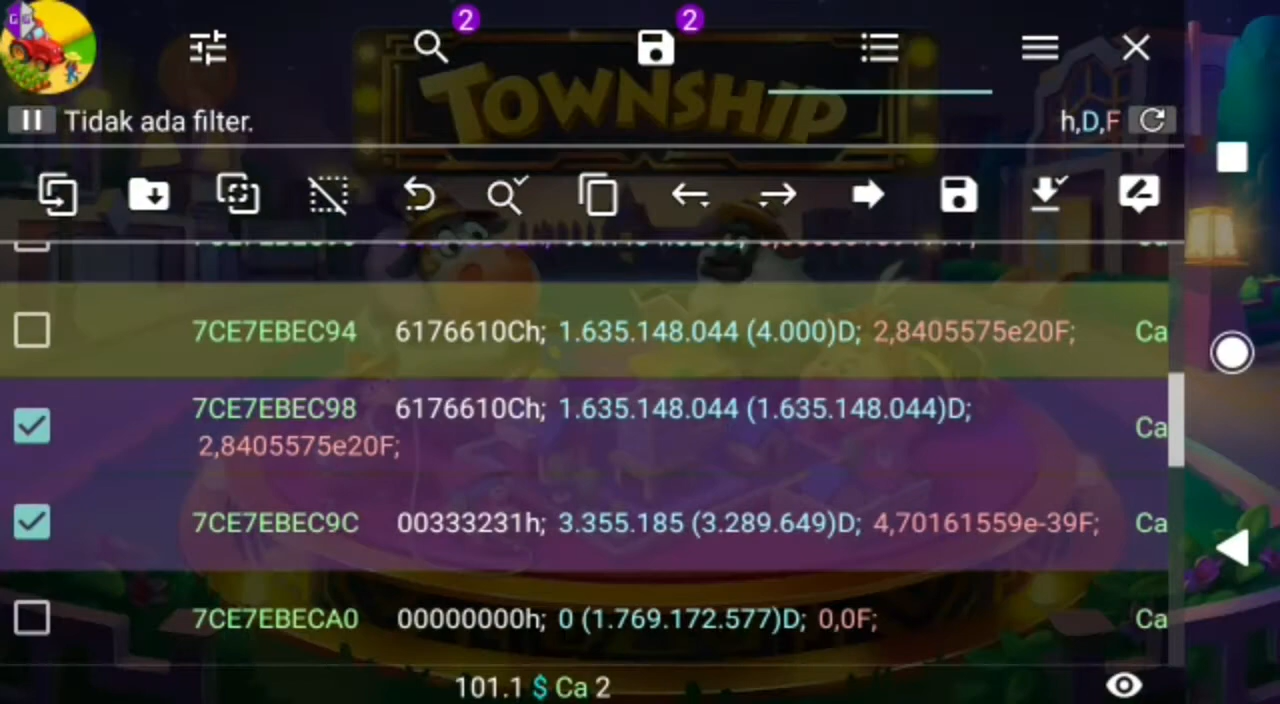 2 2
TOWNSHIP
Tidak ada filter. h,D,F
7CE7EBEC94 6176610Ch; 1.635.148.044 (4.000)D; 2,8405575e20F; Ca
7CE7EBEC98 6176610Ch; 1.635.148.044 (1.635.148.044)D; Ca
2,8405575e20F;
7CE7EBEC9C 00333231h; 3.355.185 (3.289.649)D; 4,70161559e-39F; Ca
7CE7EBECA0 00000000h; 0 (1.769.172.577)D; 0,0F; Ca
101.1 $ Ca 2